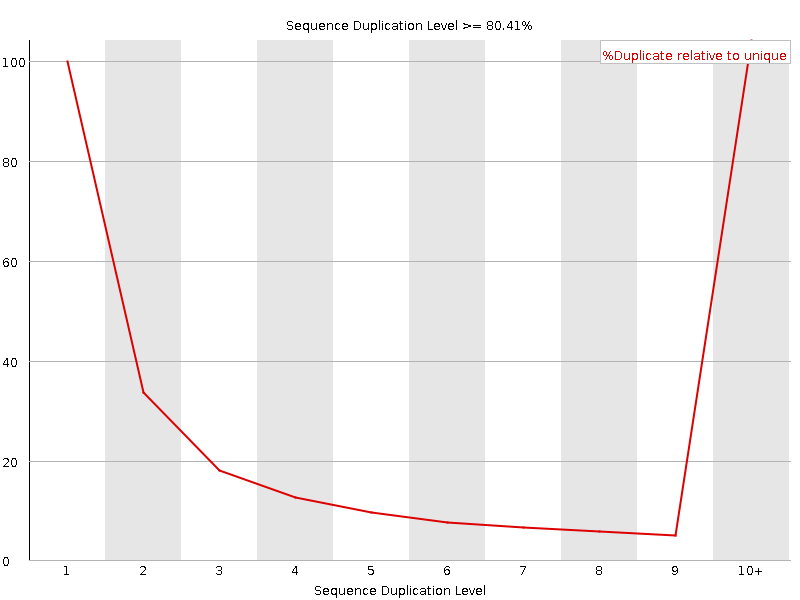 Sequence Duplication Level >= 80.41%
%Duplicate relative to unique
100
80
60
40
20
0
1 2 3 4 5 6 7 8 9 10+
Sequence Duplication Level